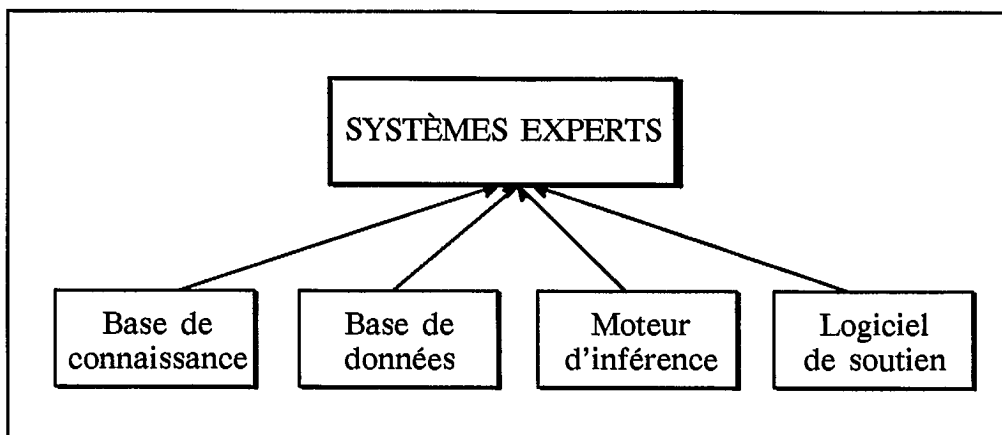 SYSTÈMES EXPERTS
Base de
connaissance
Base de
données
Moteur
d'inférence
Logiciel
de soutien